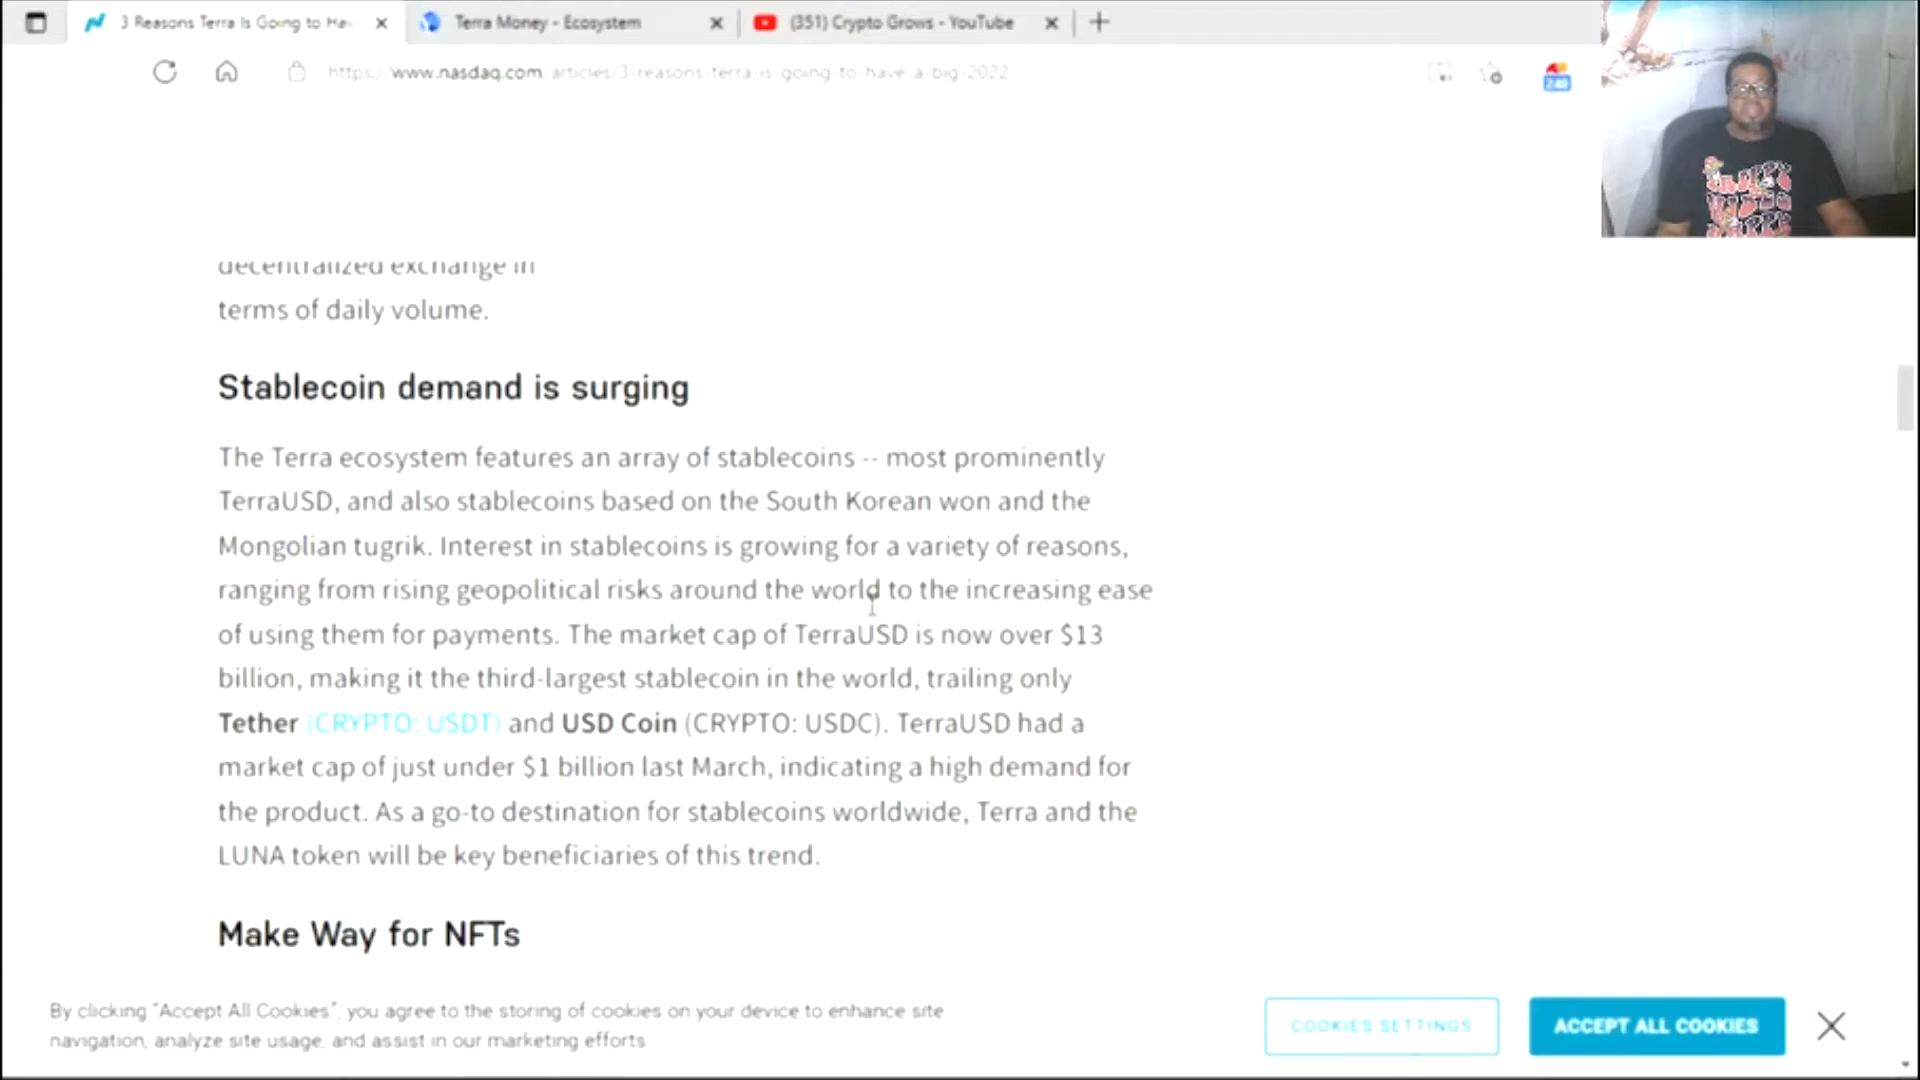 3 Reasons Terra Is Going to Hav
Terra Money - Ecosystem
(351) Crypto Grows - YouTube
https://www.nasdaq.com/articles/3-reasons-terra-is-going-to-have-a-big-2022
decentralized exchange in
terms of daily volume.
Stablecoin demand is surging
The Terra ecosystem features an array of stablecoins -- most prominently
TerraUSD, and also stablecoins based on the South Korean won and the
Mongolian tugrik. Interest in stablecoins is growing for a variety of reasons,
ranging from rising geopolitical risks around the world to the increasing ease
of using them for payments. The market cap of TerraUSD is now over $13
billion, making it the third-largest stablecoin in the world, trailing only
Tether (CRYPTO: USDT) and USD Coin (CRYPTO: USDC). TerraUSD had a
market cap of just under $1 billion last March, indicating a high demand for
the product. As a go-to destination for stablecoins worldwide, Terra and the
LUNA token will be key beneficiaries of this trend.
Make Way for NFTs
By clicking "Accept All Cookies", you agree to the storing of cookies on your device to enhance site
navigation, analyze site usage, and assist in our marketing efforts
COOKIES SETTINGS
ACCEPT ALL COOKIES